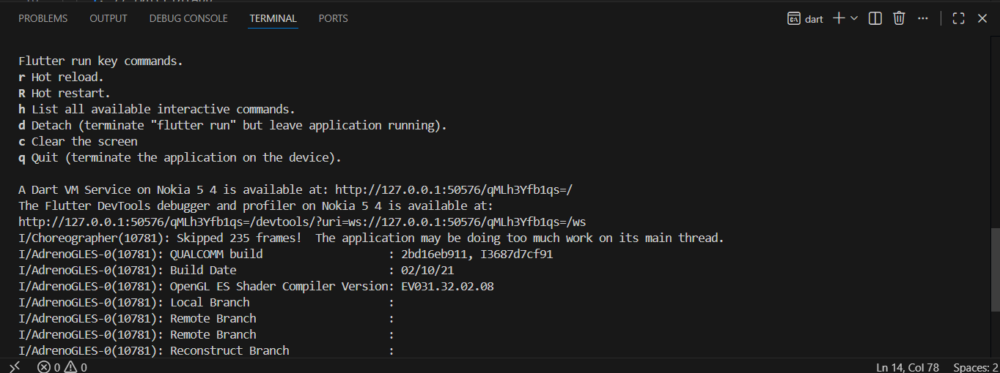 PROBLEMS OUTPUT DEBUG CONSOLE TERMINAL PORTS dart
Flutter run key commands.
r Hot reload.
R Hot restart.
h List all available interactive commands.
d Detach (terminate "flutter run" but leave application running).
c Clear the screen
q Quit (terminate the application on the device).
A Dart VM Service on Nokia 5 4 is available at: http://127.0.0.1:50576/qMLh3Yfb1qs=/
The Flutter DevTools debugger and profiler on Nokia 5 4 is available at:
http://127.0.0.1:50576/qMLh3Yfb1qs=/devtools/?uri=ws://127.0.0.1:50576/qMLh3Yfb1qs=/ws
I/Choreographer(10781): Skipped 235 frames!  The application may be doing too much work on its main thread.
I/AdrenoGLES-0(10781): QUALCOMM build                   : 2bd16eb911, I3687d7cf91
I/AdrenoGLES-0(10781): Build Date                       : 02/10/21
I/AdrenoGLES-0(10781): OpenGL ES Shader Compiler Version: EV031.32.02.08
I/AdrenoGLES-0(10781): Local Branch                     :
I/AdrenoGLES-0(10781): Remote Branch                    :
I/AdrenoGLES-0(10781): Remote Branch                    :
I/AdrenoGLES-0(10781): Reconstruct Branch               :
0 0 Ln 14, Col 78 Spaces: 2